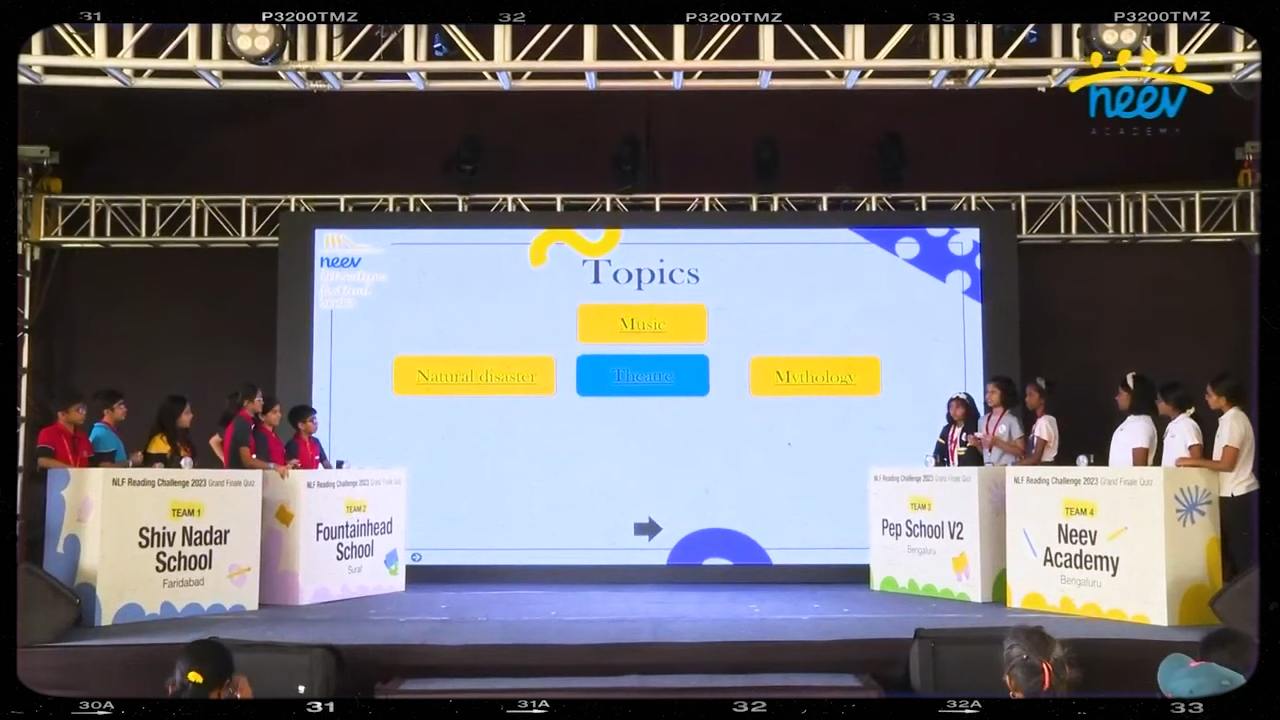 31 P3200TMZ 32 P3200TMZ 33 P3200TMZ
neev
ACADEMY
neev
literature
festival
Topics
Music
Natural disaster
Theatre
Mythology
NLF Reading Challenge 2023 Grand Finale Quiz
TEAM 1
Shiv Nadar
School
Faridabad
NLF Reading Challenge 2023 Grand Finale Quiz
TEAM 2
Fountainhead
School
Surat
NLF Reading Challenge 2023 Grand Finale Quiz
TEAM 3
Pep School V2
Bengaluru
NLF Reading Challenge 2023 Grand Finale Quiz
TEAM 4
Neev
Academy
Bengaluru
30A 31 31A 32 32A 33